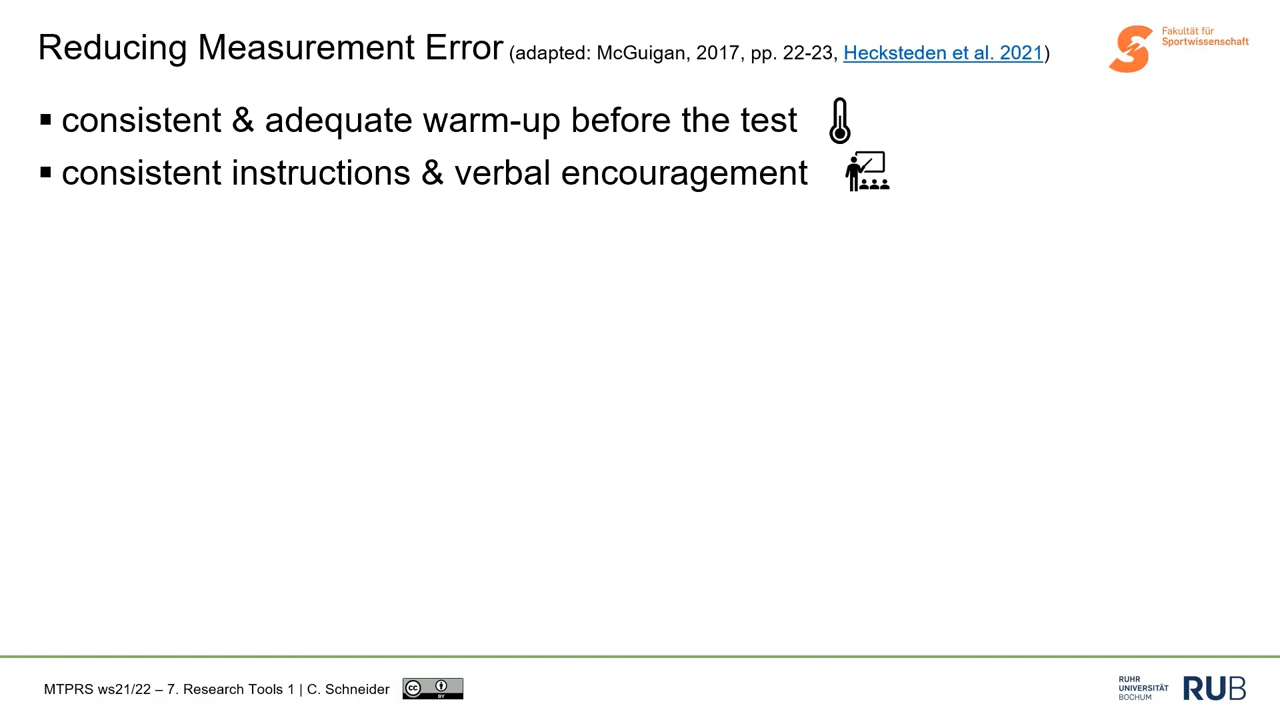 Reducing Measurement Error (adapted: McGuigan, 2017, pp. 22-23, Hecksteden et al. 2021)
Fakultät für
Sportwissenschaft
▪ consistent & adequate warm-up before the test
▪ consistent instructions & verbal encouragement
MTPRS ws21/22 – 7. Research Tools 1 | C. Schneider
cc
BY
RUHR
UNIVERSITÄT
BOCHUM
RUB